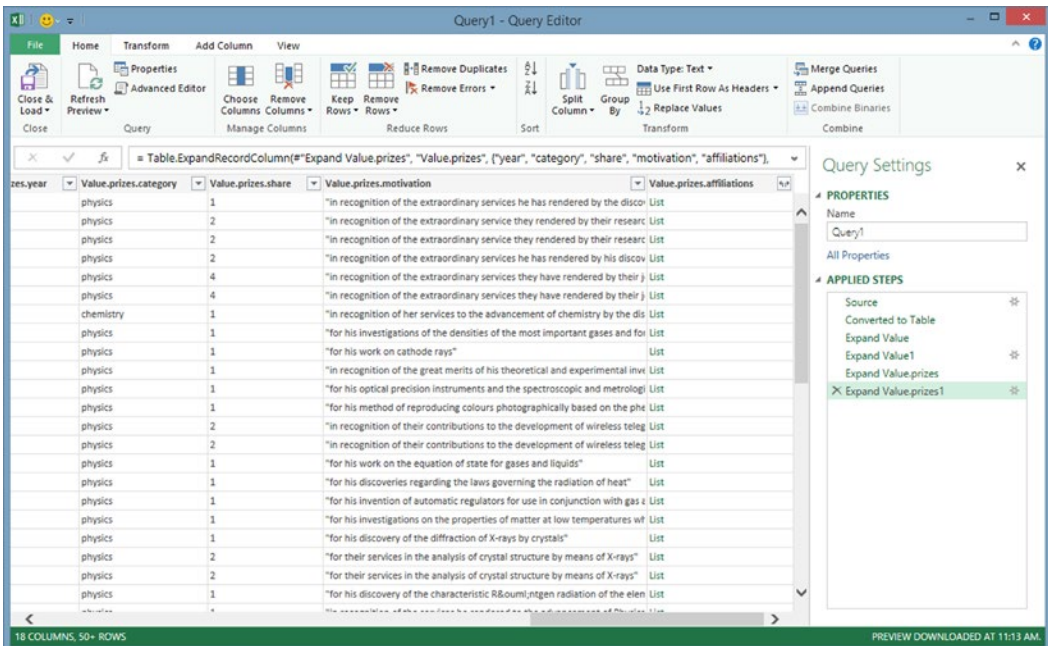 Query1 - Query Editor
File Home Transform Add Column View
Close & Load
Refresh Preview
Properties
Advanced Editor
Choose Columns
Remove Columns
Keep Rows
Remove Rows
Remove Duplicates
Remove Errors
Split Column
Group By
Data Type: Text
Use First Row As Headers
Replace Values
Merge Queries
Append Queries
Combine Binaries
Close Query Manage Columns Reduce Rows Sort Transform Combine
= Table.ExpandRecordColumn(#"Expand Value.prizes", "Value.prizes", {"year", "category", "share", "motivation", "affiliations"},
zes.year Value.prizes.category Value.prizes.share Value.prizes.motivation Value.prizes.affiliations
physics 1 "in recognition of the extraordinary services he has rendered by the disco List
physics 2 "in recognition of the extraordinary service they rendered by their researc List
physics 2 "in recognition of the extraordinary service they rendered by their researc List
physics 2 "in recognition of the extraordinary services he has rendered by his discov List
physics 4 "in recognition of the extraordinary services they have rendered by their j List
physics 4 "in recognition of the extraordinary services they have rendered by their j List
chemistry 1 "in recognition of her services to the advancement of chemistry by the dis List
physics 1 "for his investigations of the densities of the most important gases and for List
physics 1 "for his work on cathode rays" List
physics 1 "in recognition of the great merits of his theoretical and experimental inve List
physics 1 "for his optical precision instruments and the spectroscopic and metrologi List
physics 1 "for his method of reproducing colours photographically based on the phe List
physics 2 "in recognition of their contributions to the development of wireless teleg List
physics 2 "in recognition of their contributions to the development of wireless teleg List
physics 1 "for his work on the equation of state for gases and liquids" List
physics 1 "for his discoveries regarding the laws governing the radiation of heat" List
physics 1 "for his invention of automatic regulators for use in conjunction with gas a List
physics 1 "for his investigations on the properties of matter at low temperatures wh List
physics 1 "for his discovery of the diffraction of X-rays by crystals" List
physics 2 "for their services in the analysis of crystal structure by means of X-rays" List
physics 2 "for their services in the analysis of crystal structure by means of X-rays" List
physics 1 "for his discovery of the characteristic R&ouml;ntgen radiation of the elen List
Query Settings
PROPERTIES
Name
Query1
All Properties
APPLIED STEPS
Source
Converted to Table
Expand Value
Expand Value1
Expand Value.prizes
Expand Value.prizes1
18 COLUMNS, 50+ ROWS
PREVIEW DOWNLOADED AT 11:13 AM.